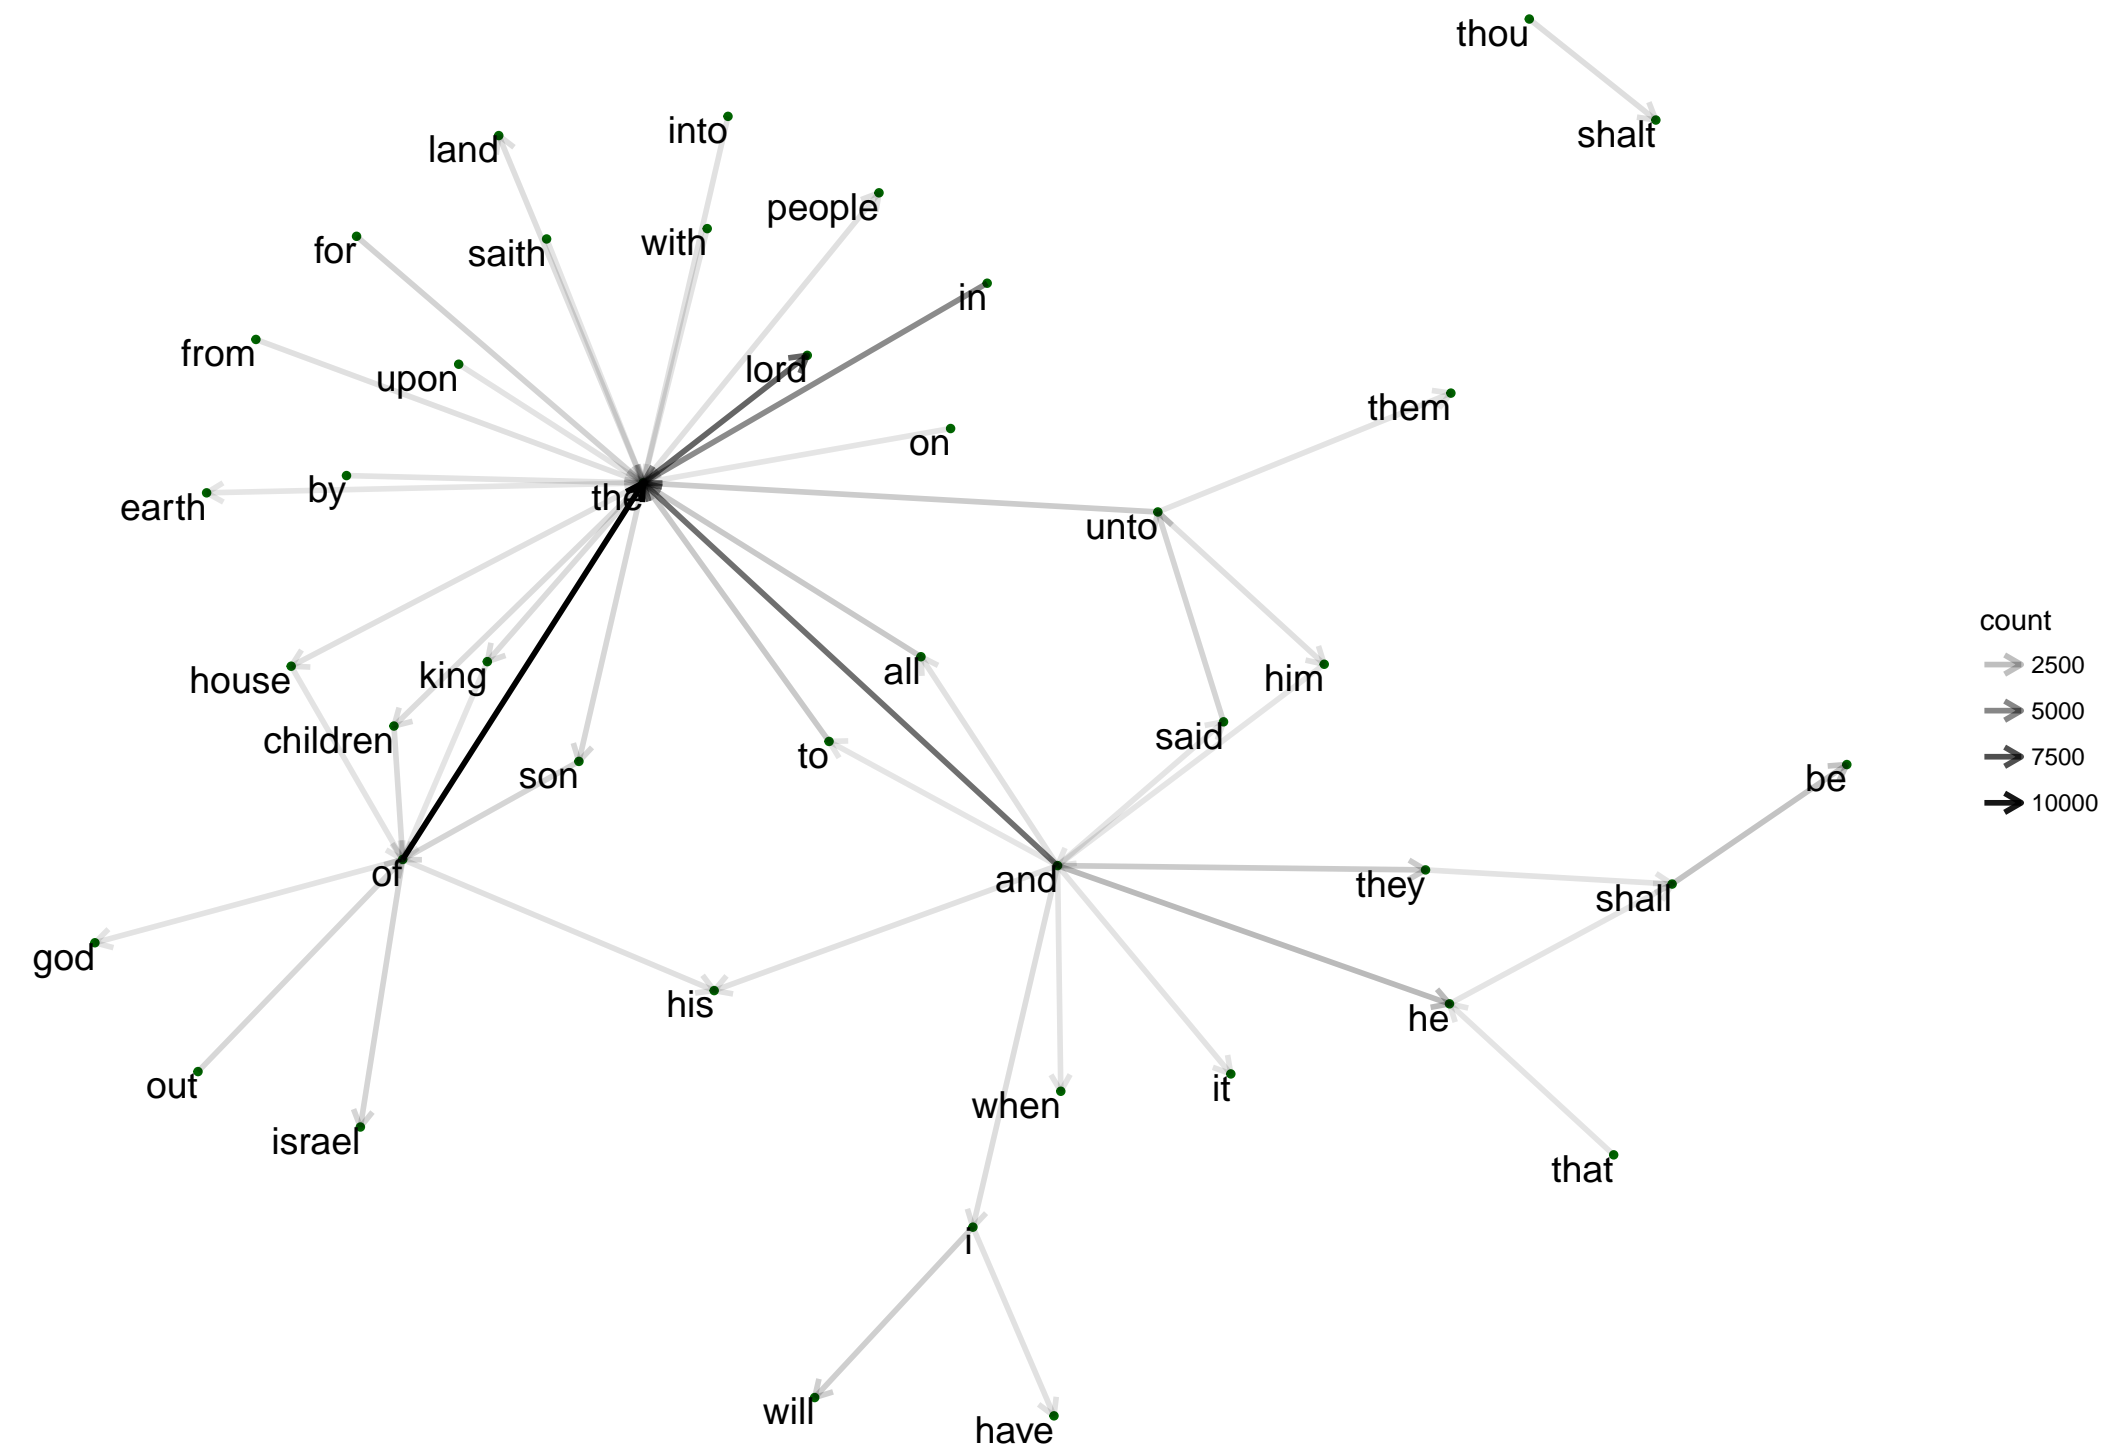 thou
into
shalt
land
people
for
saith
with
in
from
lord
upon
them
on
by
the
earth
unto
count
2500
house
king
all
him
5000
children
to
said
7500
son
be
10000
of
and
they
shall
god
his
he
out
when
it
israel
that
i
will
have